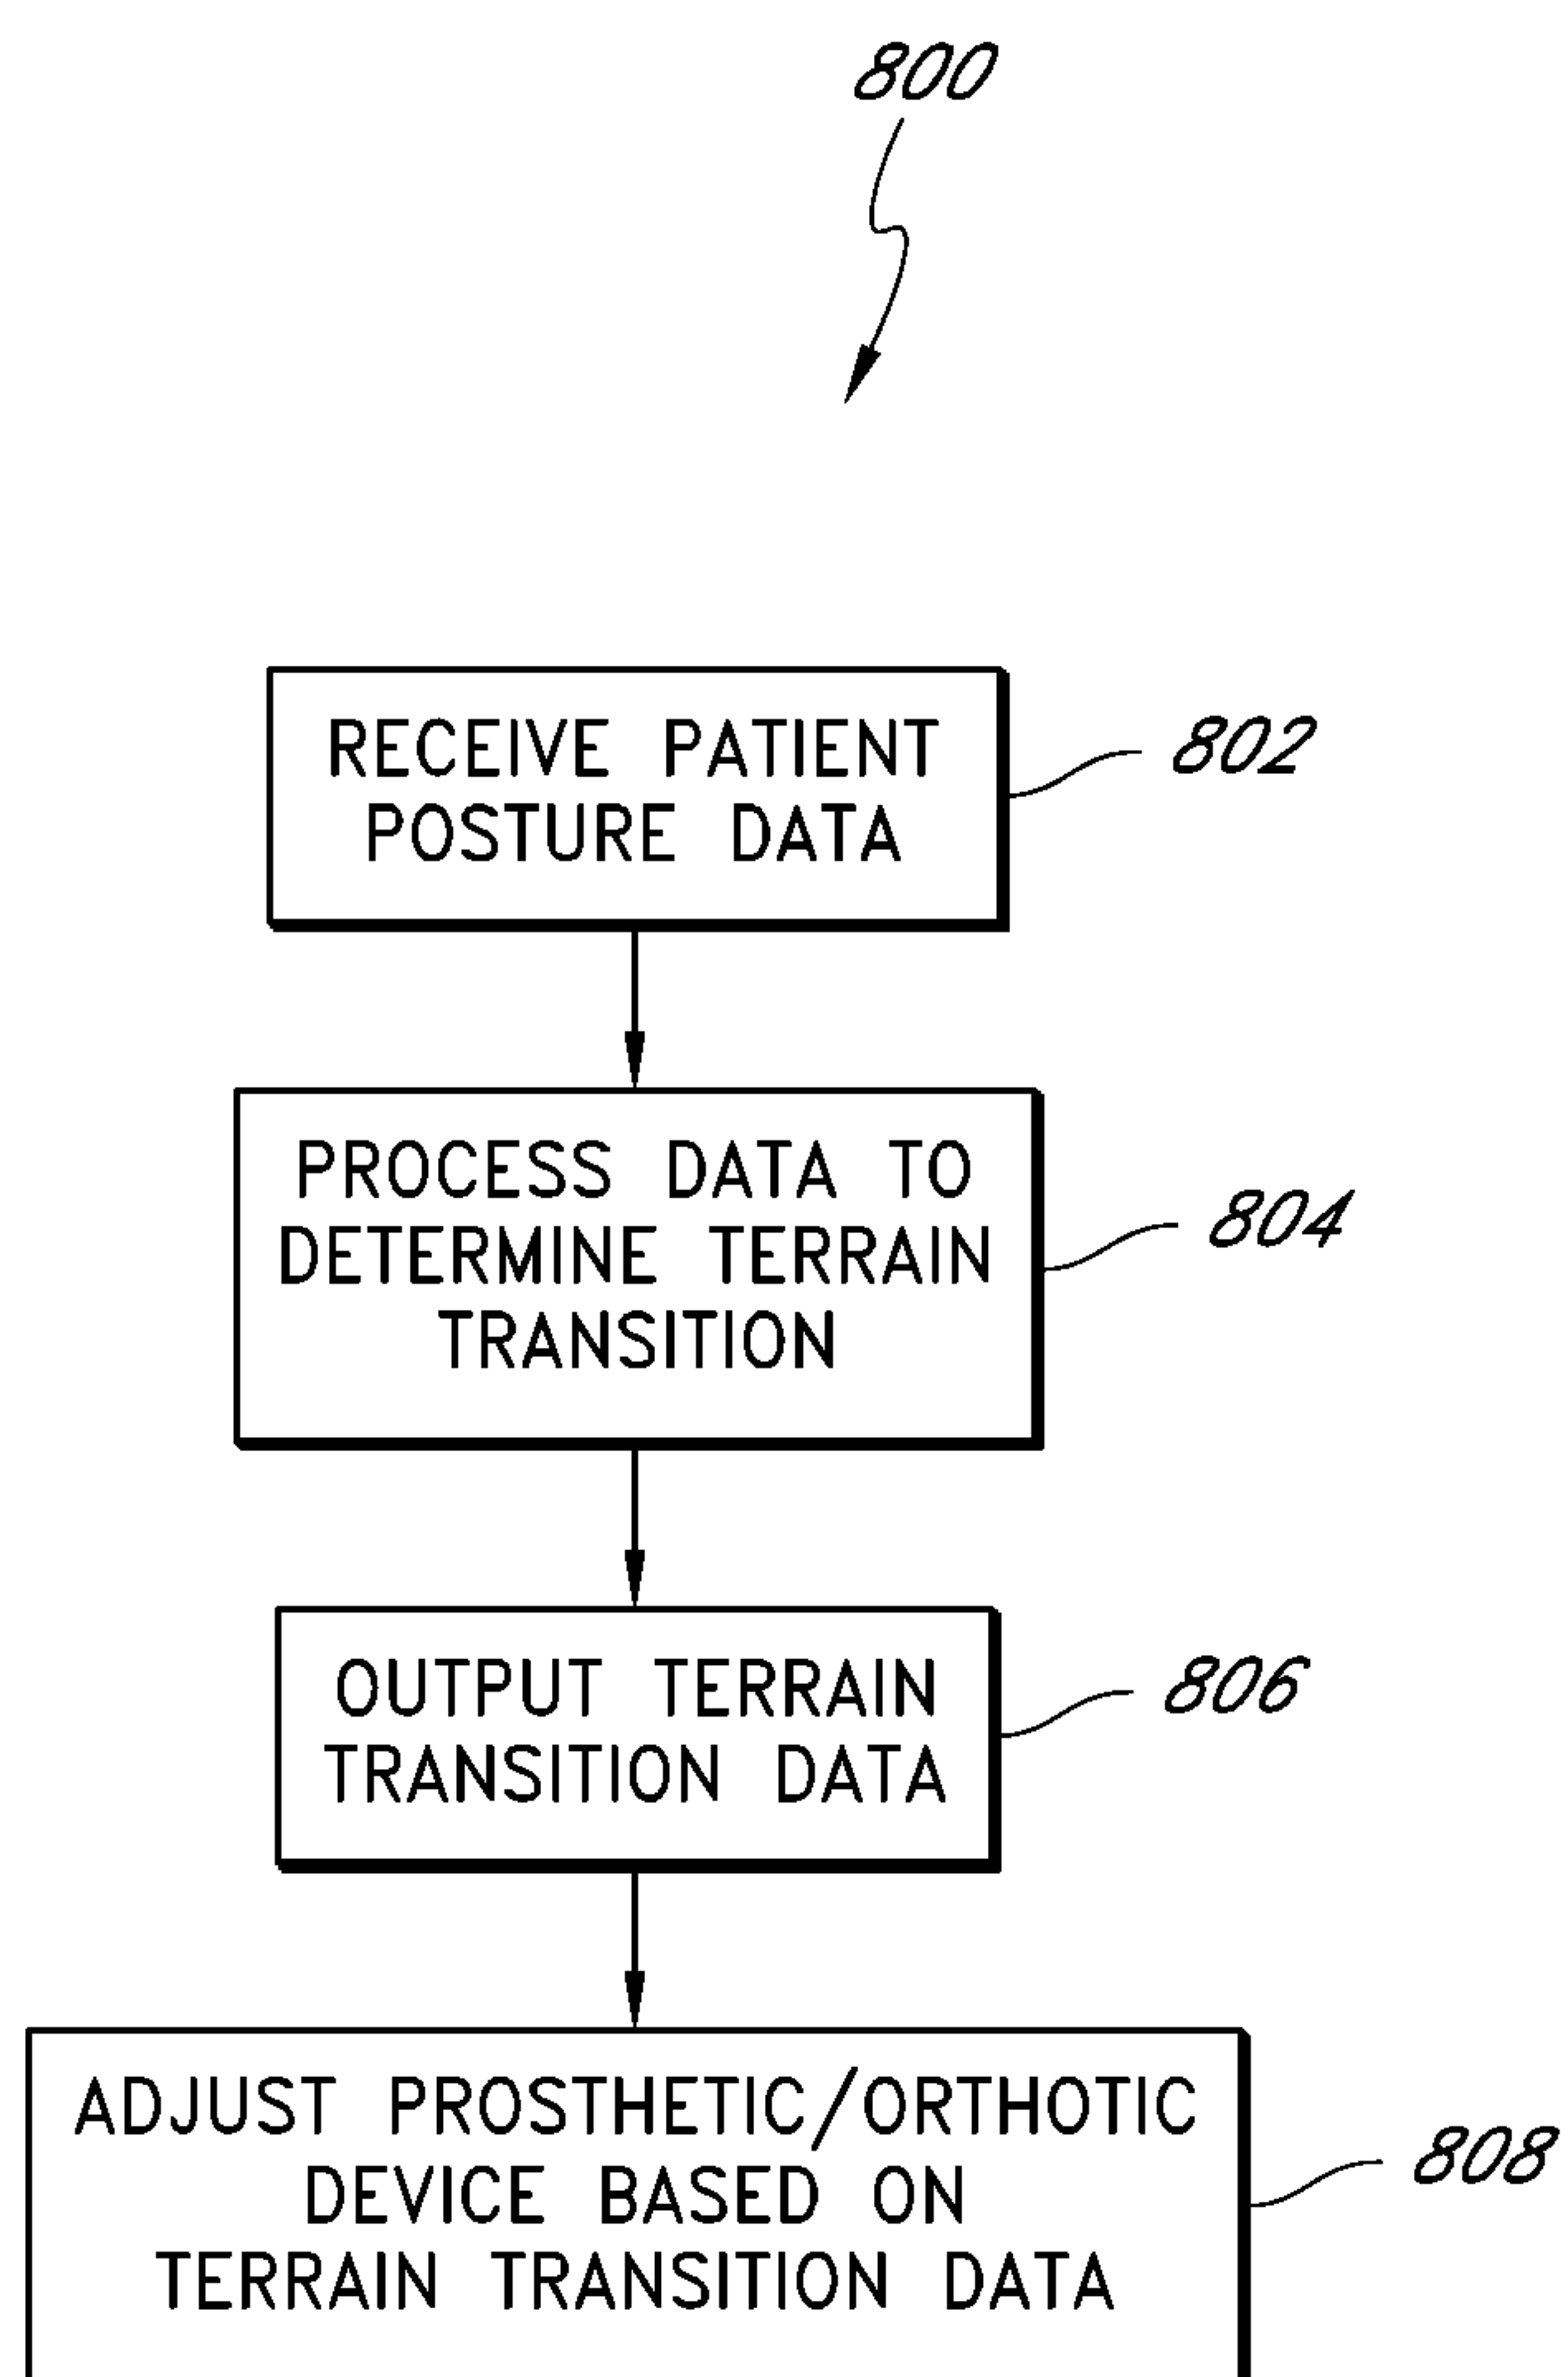 800
RECEIVE PATIENT
POSTURE DATA
802
PROCESS DATA TO
DETERMINE TERRAIN
TRANSITION
804
OUTPUT TERRAIN
TRANSITION DATA
806
ADJUST PROSTHETIC/ORTHOTIC
DEVICE BASED ON
TERRAIN TRANSITION DATA
808